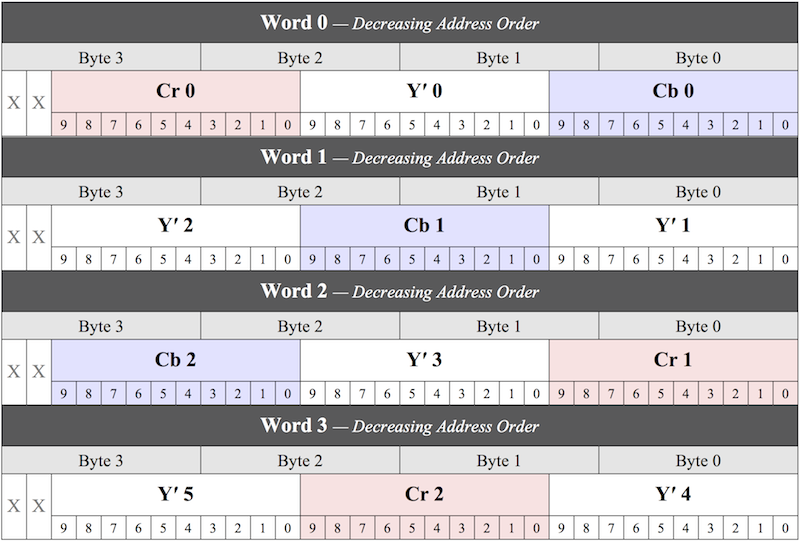 Word 0 — Decreasing Address Order
Byte 3 Byte 2 Byte 1 Byte 0
X X Cr 0 Y′ 0 Cb 0
9 8 7 6 5 4 3 2 1 0 9 8 7 6 5 4 3 2 1 0 9 8 7 6 5 4 3 2 1 0
Word 1 — Decreasing Address Order
Byte 3 Byte 2 Byte 1 Byte 0
X X Y′ 2 Cb 1 Y′ 1
9 8 7 6 5 4 3 2 1 0 9 8 7 6 5 4 3 2 1 0 9 8 7 6 5 4 3 2 1 0
Word 2 — Decreasing Address Order
Byte 3 Byte 2 Byte 1 Byte 0
X X Cb 2 Y′ 3 Cr 1
9 8 7 6 5 4 3 2 1 0 9 8 7 6 5 4 3 2 1 0 9 8 7 6 5 4 3 2 1 0
Word 3 — Decreasing Address Order
Byte 3 Byte 2 Byte 1 Byte 0
X X Y′ 5 Cr 2 Y′ 4
9 8 7 6 5 4 3 2 1 0 9 8 7 6 5 4 3 2 1 0 9 8 7 6 5 4 3 2 1 0